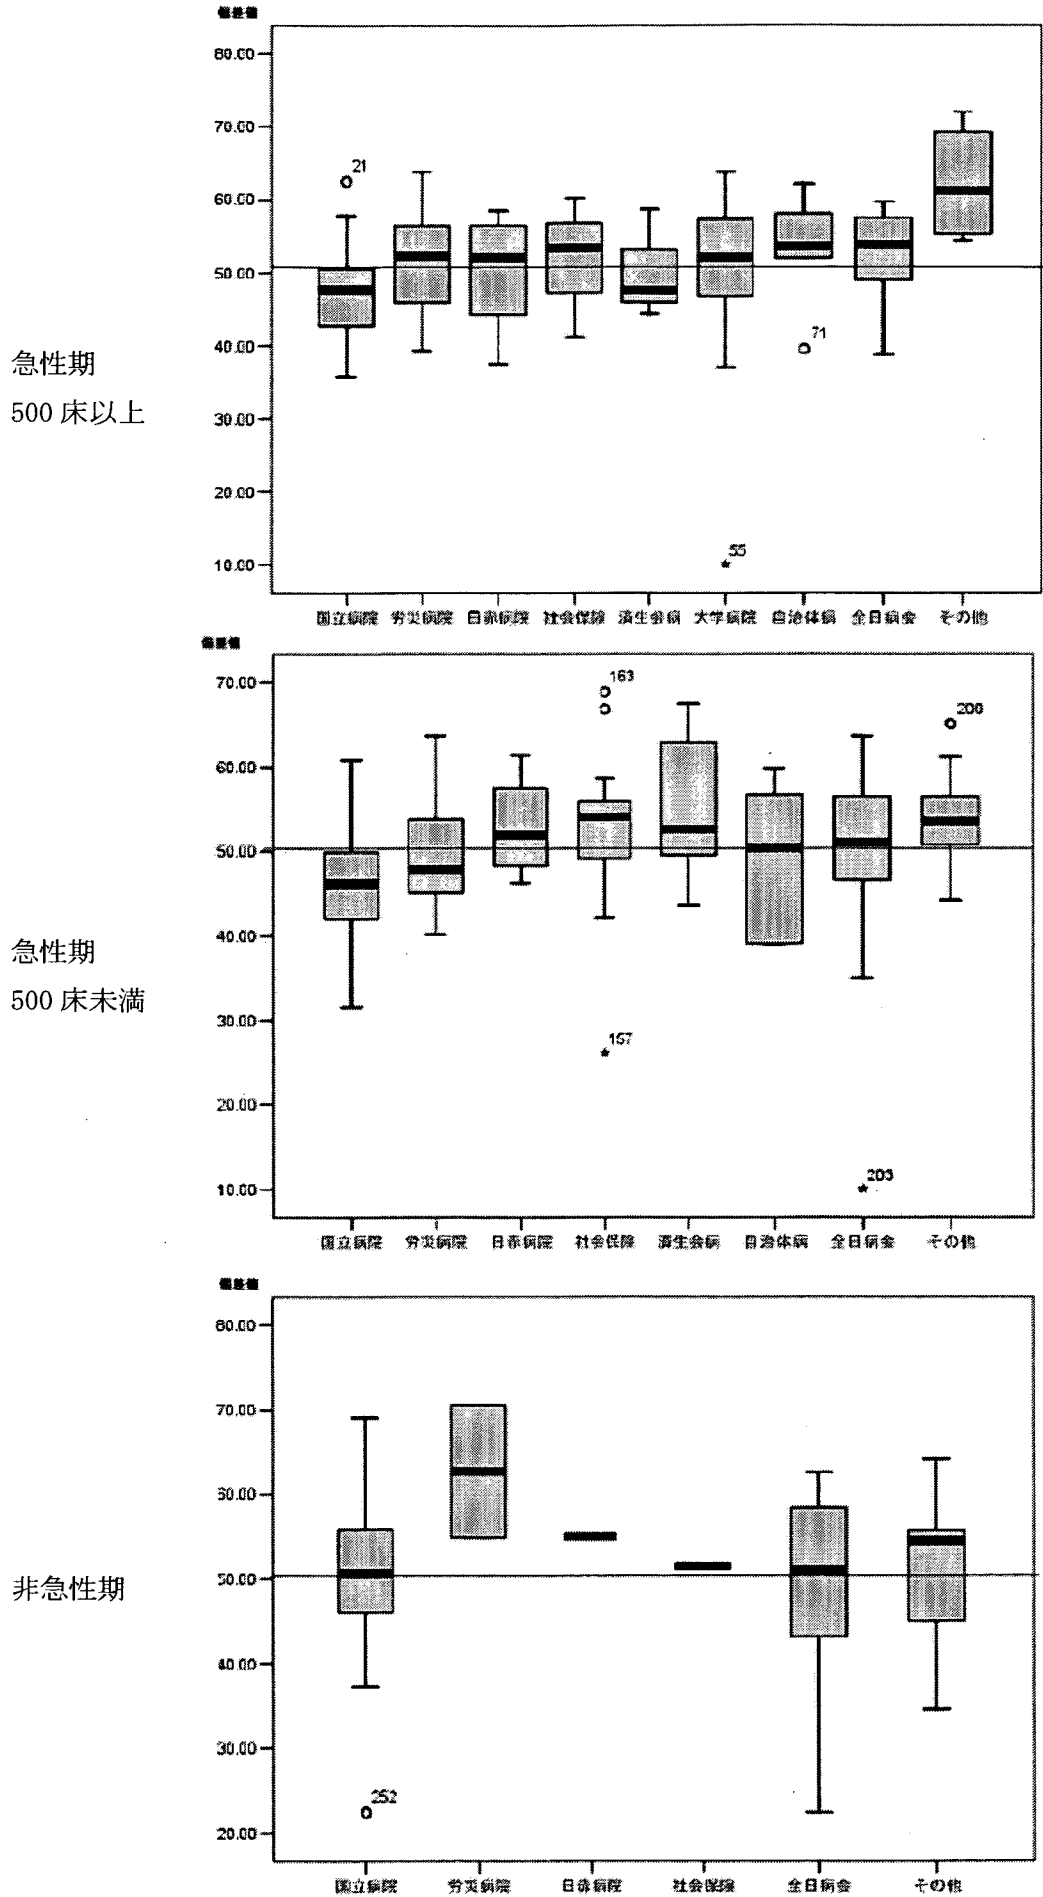 偏差値
80.00
70.00
60.00
50.00
40.00
30.00
20.00
10.00
21
71
55
急性期
500 床以上
国立病院 労災病院 日赤病院 社会保険 済生会病 大学病院 自治体病 全日病会 その他
偏差値
70.00
60.00
50.00
40.00
30.00
20.00
10.00
163
200
157
203
急性期
500 床未満
国立病院 労災病院 日赤病院 社会保険 済生会病 自治体病 全日病会 その他
偏差値
80.00
70.00
60.00
50.00
40.00
30.00
20.00
252
非急性期
国立病院 労災病院 日赤病院 社会保険 全日病会 その他